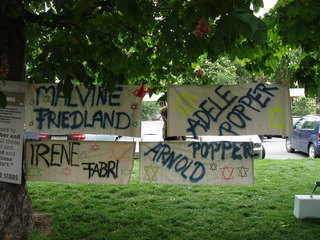 MALVINE
FRIEDLAND
ADELE
POPPER
IRENE
FABRI
ARNOLD
POPPER
STARS